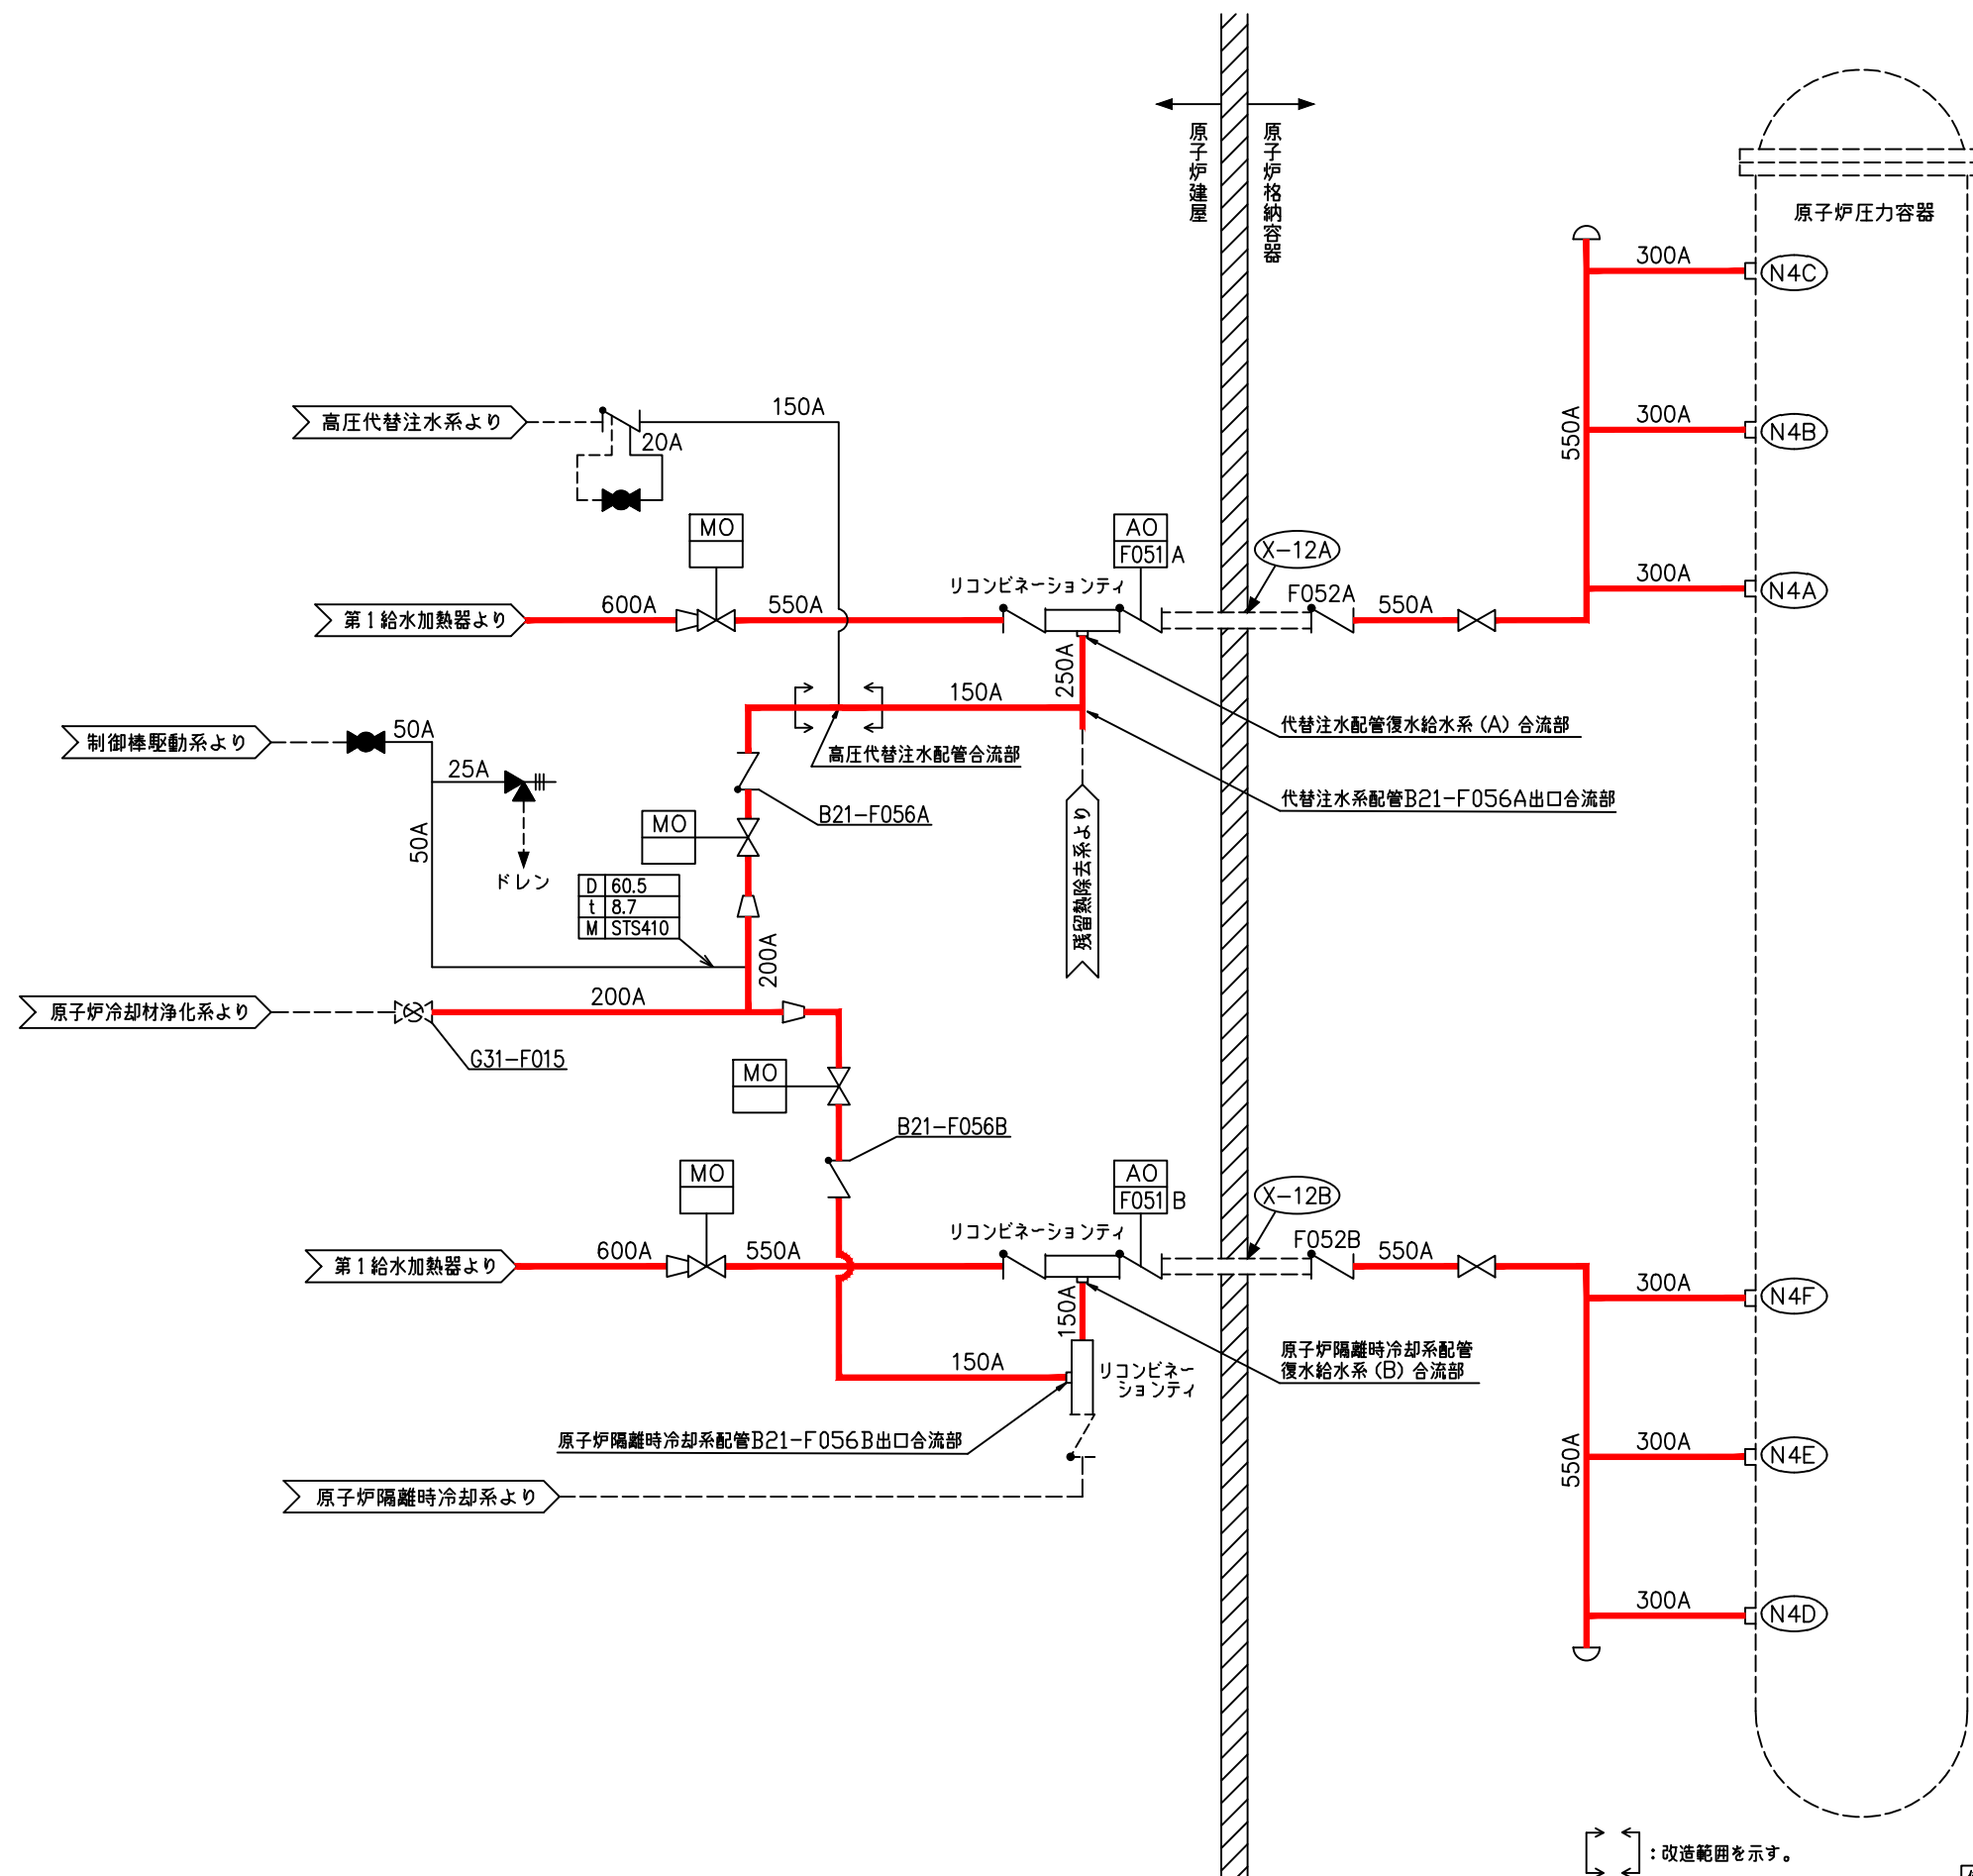 原子炉建屋
原子炉格納容器
原子炉圧力容器
300A
N4C
高圧代替注水系より
150A
20A
550A
300A
N4B
MO
AO
F051 A
X-12A
リコンビネーションティ
F052A
300A
N4A
第1給水加熱器より
600A
550A
550A
250A
150A
代替注水配管復水給水系(A)合流部
制御棒駆動系より
50A
高圧代替注水配管合流部
25A
代替注水系配管B21-F056A出口合流部
B21-F056A
MO
50A
ドレン
残留熱除去系より
D 60.5
t 8.7
M STS410
200A
原子炉冷却材浄化系より
200A
G31-F015
MO
B21-F056B
MO
AO
F051 B
X-12B
リコンビネーションティ
F052B
第1給水加熱器より
600A
550A
550A
300A
N4F
150A
原子炉隔離時冷却系配管
復水給水系(B)合流部
150A
リコンビネー
ションティ
原子炉隔離時冷却系配管B21-F056B出口合流部
550A
300A
N4E
原子炉隔離時冷却系より
300A
N4D
:改造範囲を示す。